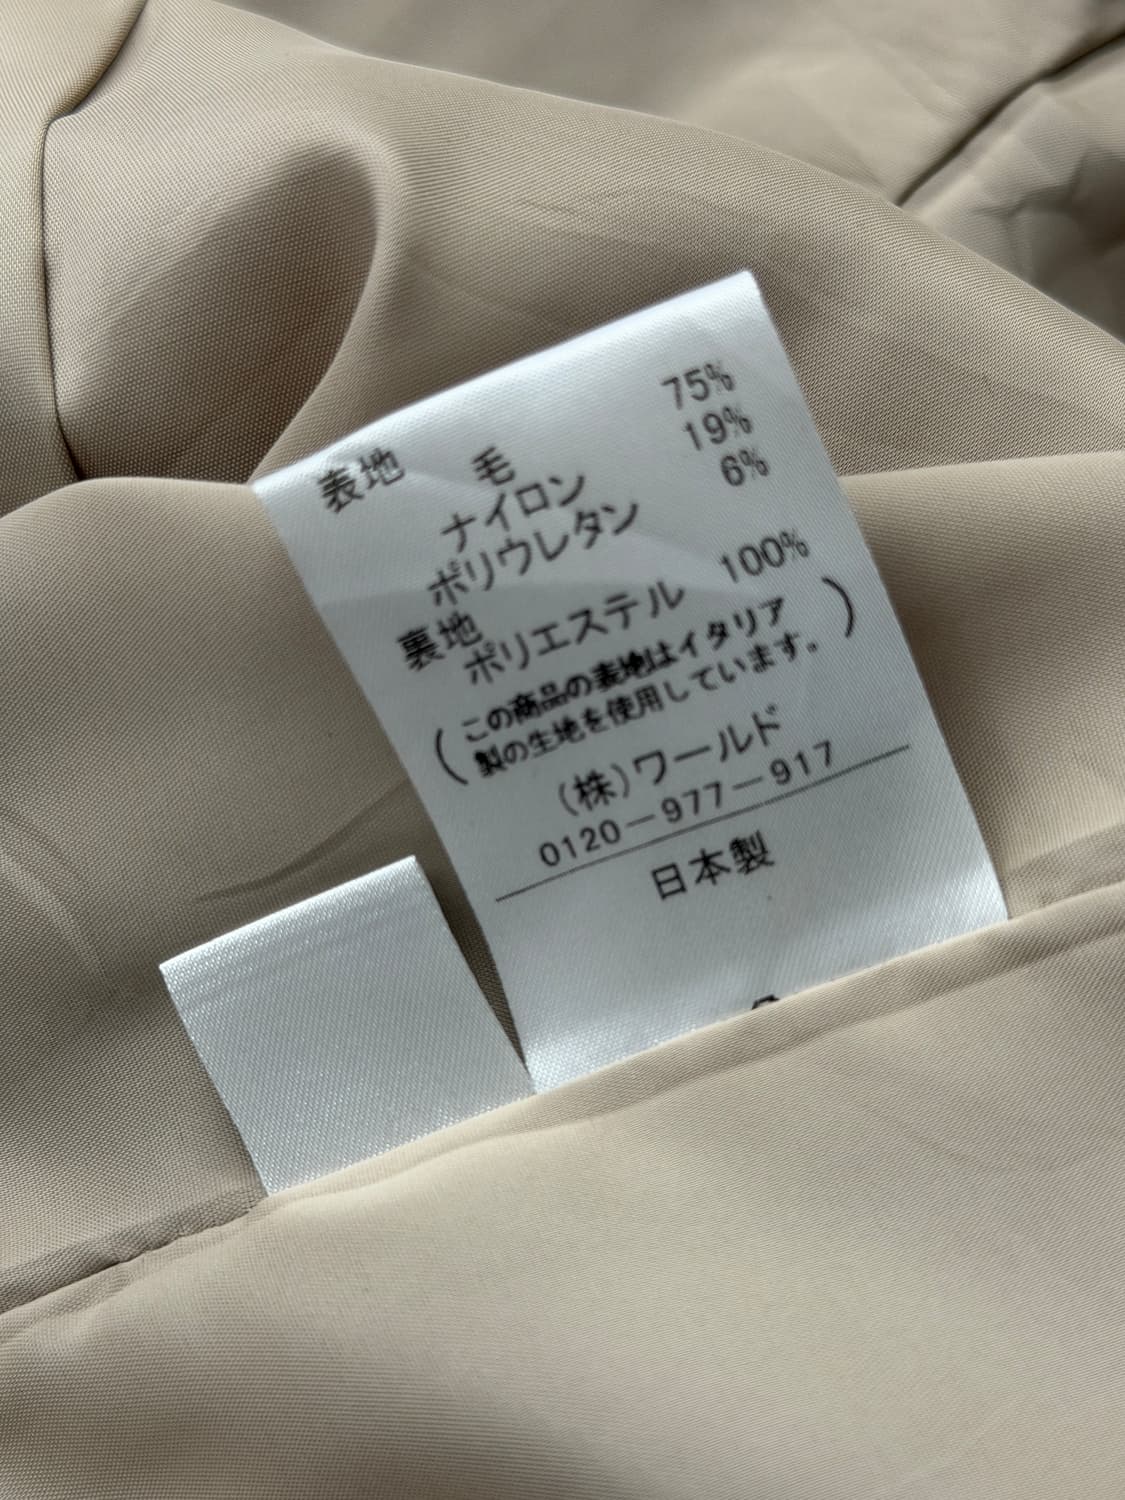 表地 毛 75%
ナイロン 19%
ポリウレタン 6%
裏地
ポリエステル 100%
(この商品の表地はイタリア
製の生地を使用しています。)
(株)ワールド
0120-977-917
日本製